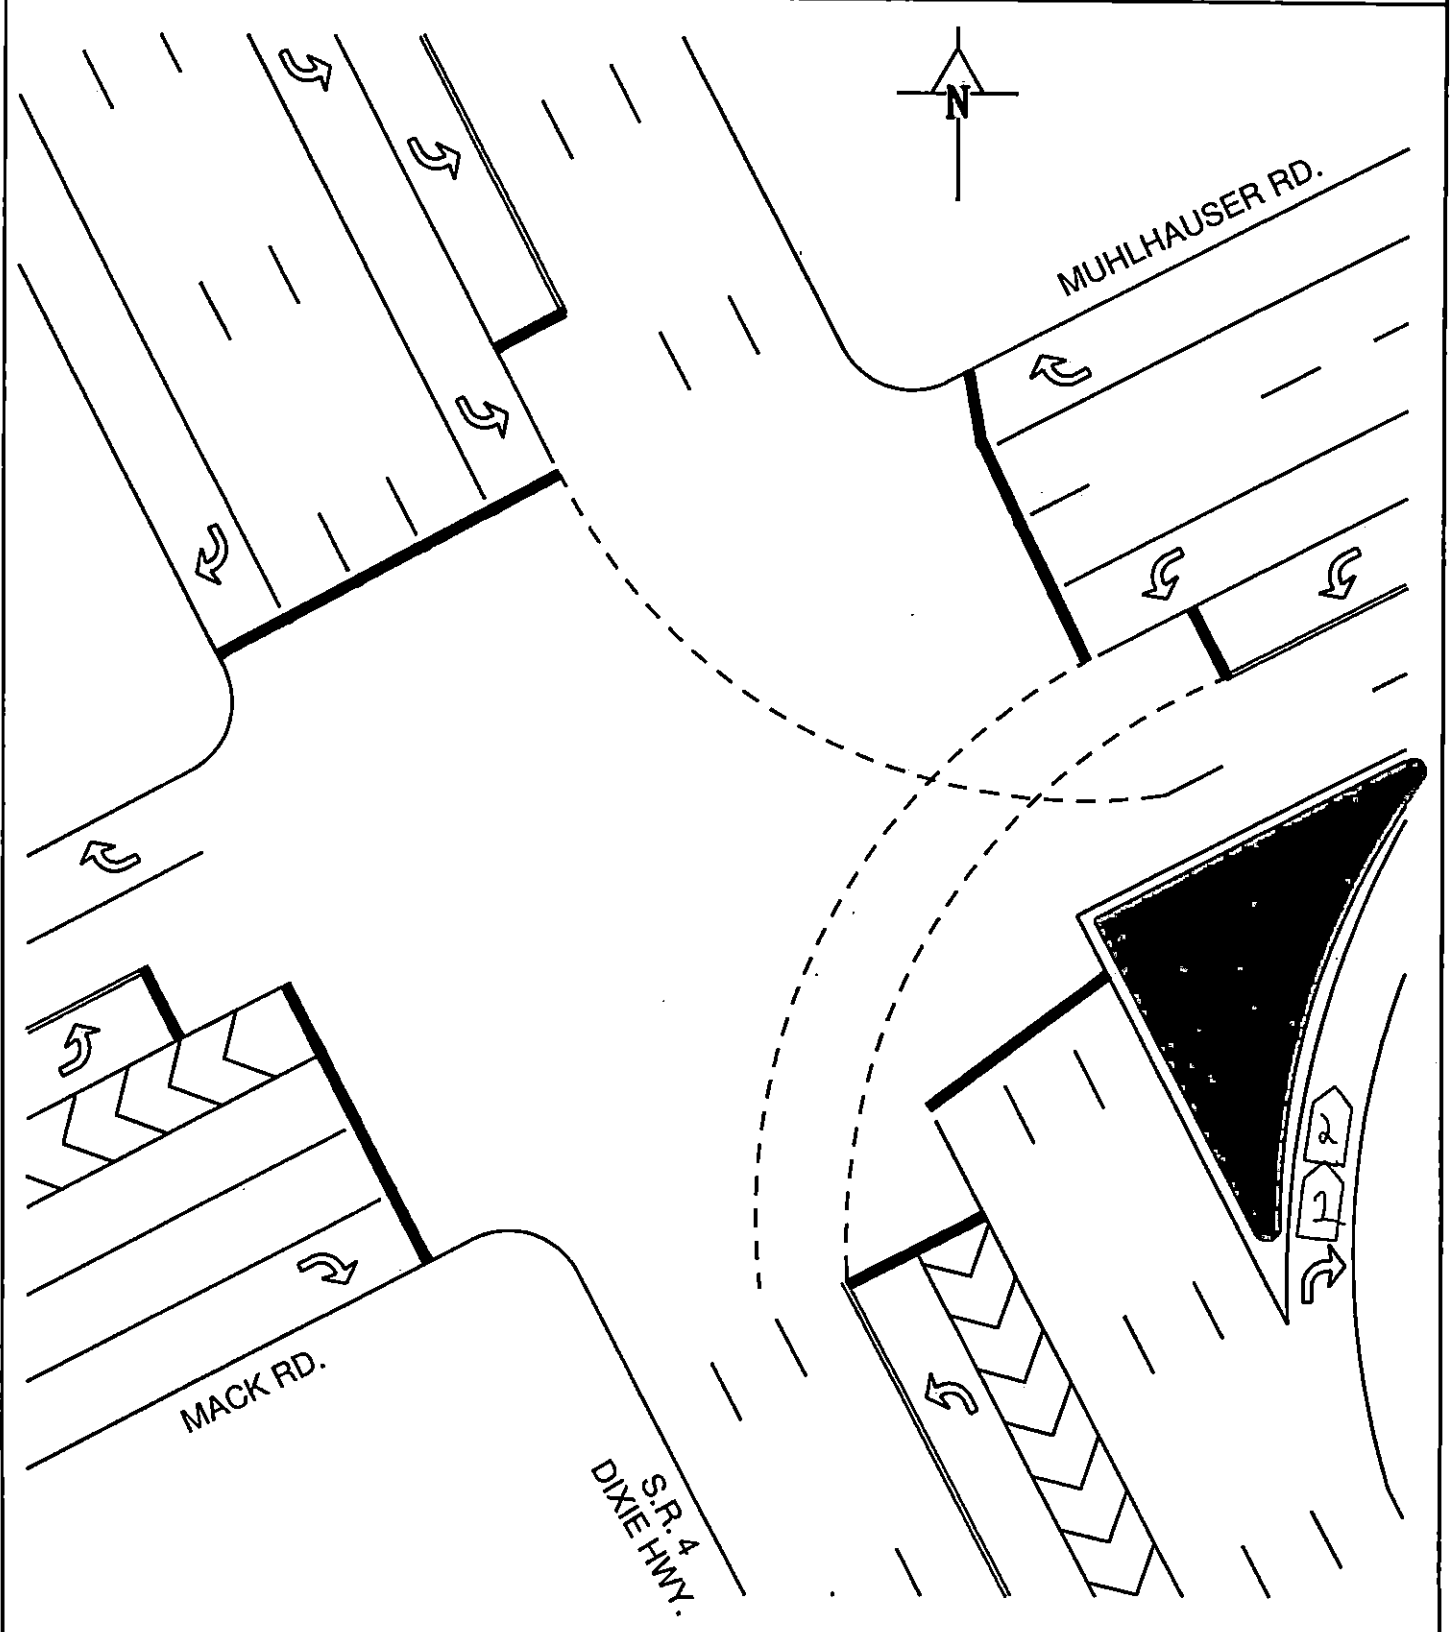 N
MUHLHAUSER RD.
2
1
MACK RD.
S.R. 4
DIXIE HWY.